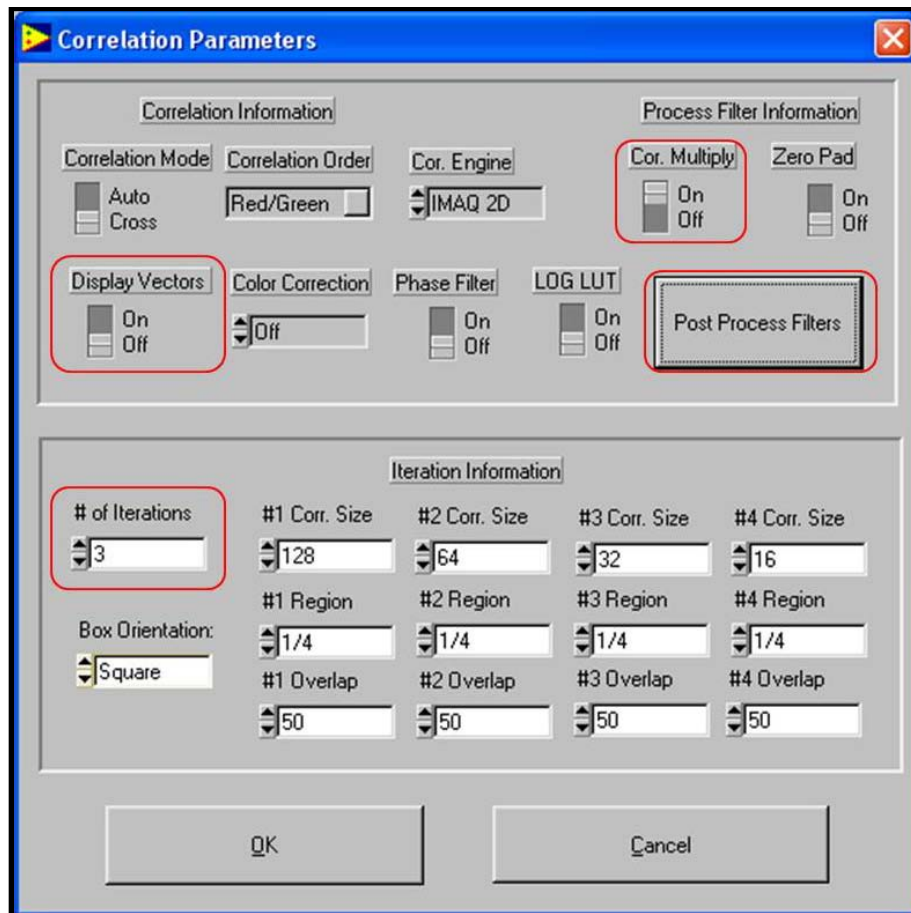 Correlation Parameters
Correlation Information
Process Filter Information
Correlation Mode
Auto
Cross
Correlation Order
Red/Green
Cor. Engine
IMAQ 2D
Cor. Multiply
On
Off
Zero Pad
On
Off
Display Vectors
On
Off
Color Correction
Off
Phase Filter
On
Off
LOG LUT
On
Off
Post Process Filters
Iteration Information
# of Iterations
3
Box Orientation:
Square
#1 Corr. Size
128
#2 Corr. Size
64
#3 Corr. Size
32
#4 Corr. Size
16
#1 Region
1/4
#2 Region
1/4
#3 Region
1/4
#4 Region
1/4
#1 Overlap
50
#2 Overlap
50
#3 Overlap
50
#4 Overlap
50
OK
Cancel